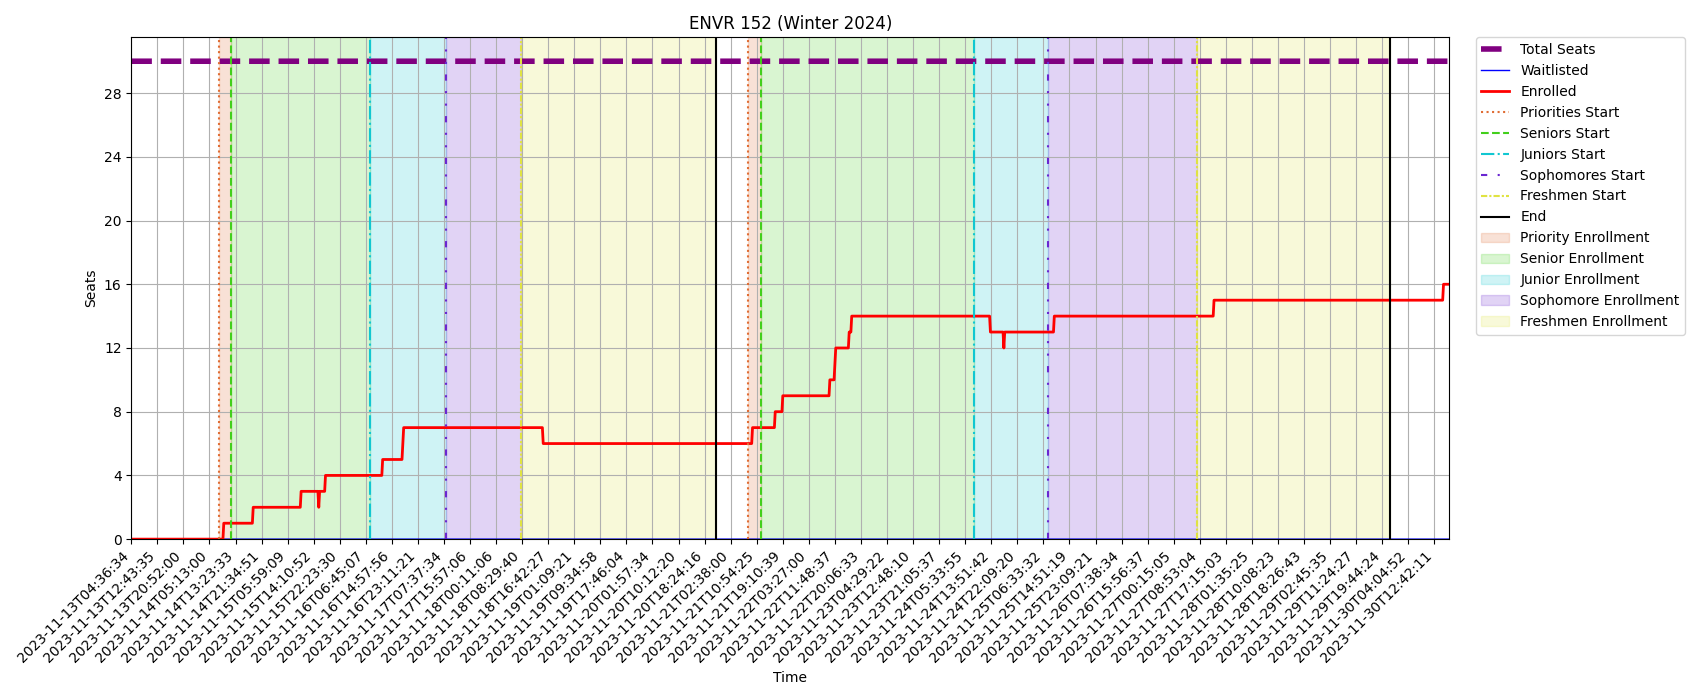 ENVR 152 (Winter 2024)
Seats
28
24
20
16
12
8
4
0
2023-11-13T04:36:34
2023-11-13T12:43:35
2023-11-13T20:52:00
2023-11-14T05:13:00
2023-11-14T13:23:23
2023-11-14T21:34:51
2023-11-15T05:59:09
2023-11-15T14:10:52
2023-11-15T22:23:30
2023-11-16T06:45:07
2023-11-16T14:57:56
2023-11-16T23:11:21
2023-11-17T07:37:34
2023-11-17T15:57:06
2023-11-18T00:11:06
2023-11-18T08:29:40
2023-11-18T16:42:27
2023-11-19T01:09:21
2023-11-19T09:34:58
2023-11-19T17:46:04
2023-11-20T01:57:34
2023-11-20T10:12:20
2023-11-20T18:24:16
2023-11-21T02:38:00
2023-11-21T10:54:25
2023-11-21T19:10:39
2023-11-22T03:27:00
2023-11-22T11:48:37
2023-11-22T20:06:33
2023-11-23T04:29:22
2023-11-23T12:48:10
2023-11-23T21:05:37
2023-11-24T05:33:55
2023-11-24T13:51:42
2023-11-24T22:09:20
2023-11-25T06:33:32
2023-11-25T14:51:19
2023-11-25T23:09:21
2023-11-26T07:38:34
2023-11-26T15:56:37
2023-11-27T00:15:05
2023-11-27T08:53:04
2023-11-27T17:15:03
2023-11-28T01:35:25
2023-11-28T10:08:23
2023-11-28T18:26:43
2023-11-29T02:45:35
2023-11-29T11:24:27
2023-11-29T19:44:24
2023-11-30T04:04:52
2023-11-30T12:42:11
Time
Total Seats
Waitlisted
Enrolled
Priorities Start
Seniors Start
Juniors Start
Sophomores Start
Freshmen Start
End
Priority Enrollment
Senior Enrollment
Junior Enrollment
Sophomore Enrollment
Freshmen Enrollment